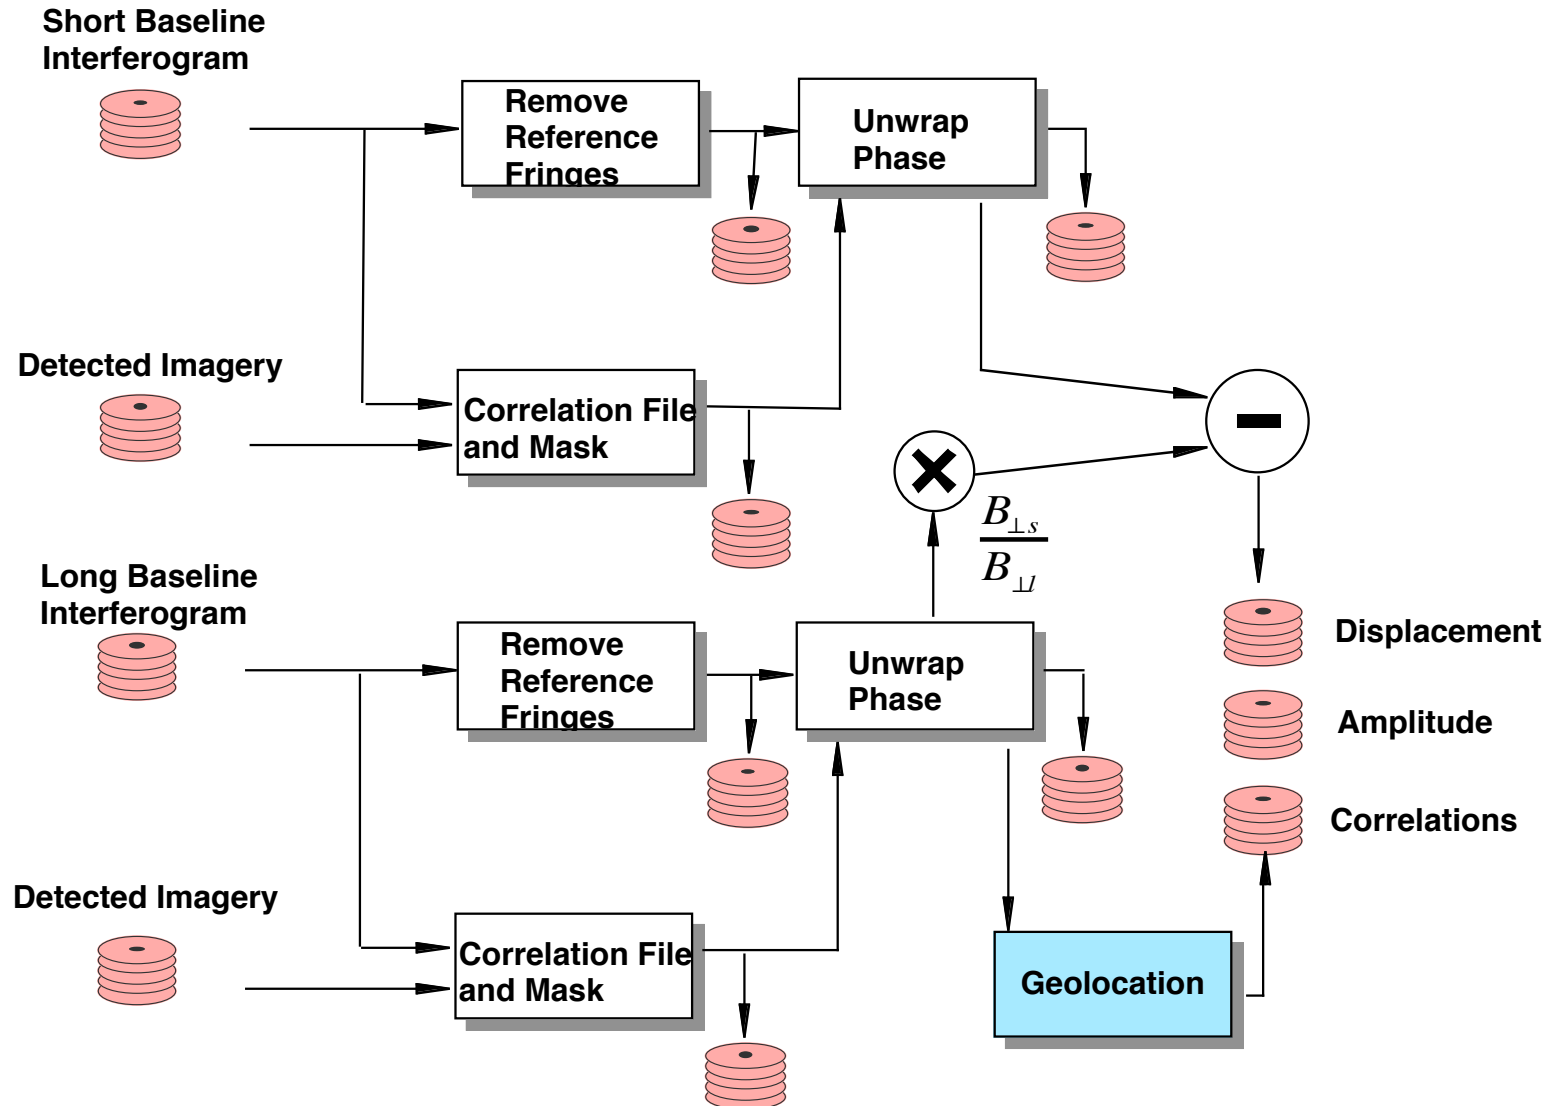 Short Baseline
Interferogram
Remove
Reference
Fringes
Unwrap
Phase
Detected Imagery
Correlation File
and Mask
B⊥s
B⊥l
Long Baseline
Interferogram
Remove
Reference
Fringes
Unwrap
Phase
Displacement
Amplitude
Correlations
Detected Imagery
Correlation File
and Mask
Geolocation